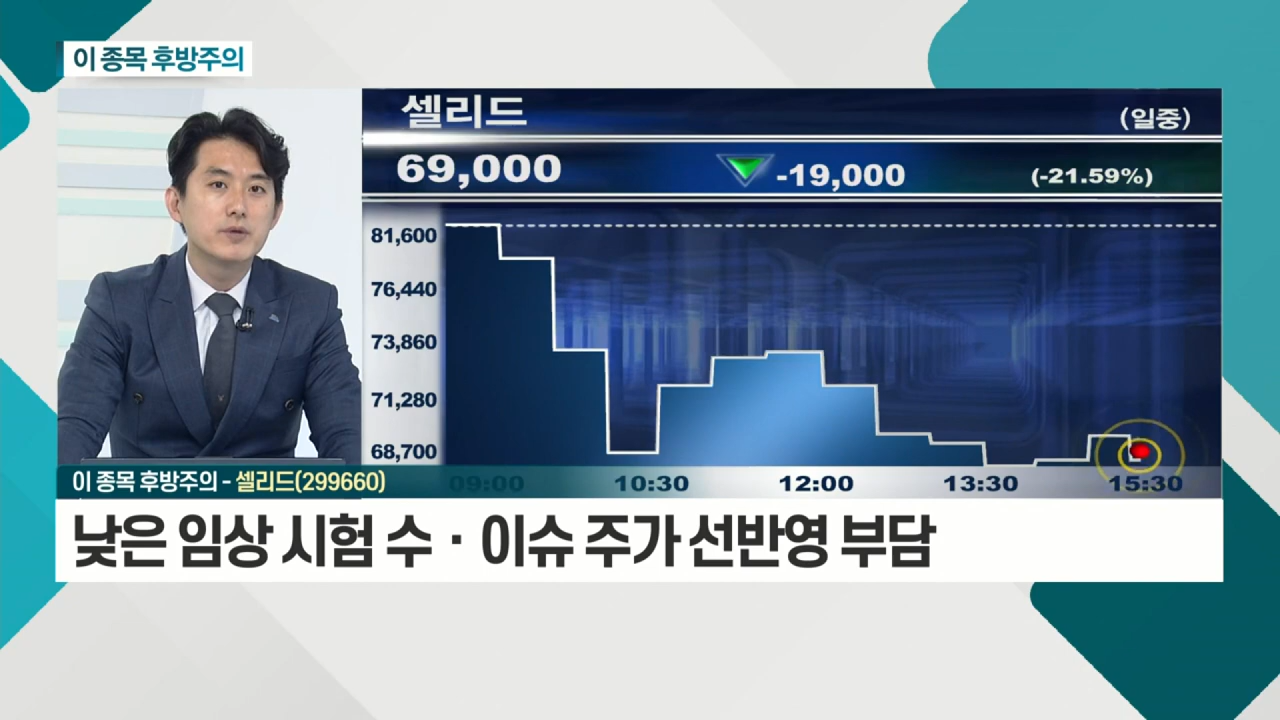 이 종목 후방주의
셀리드
(일중)
69,000
-19,000
(-21.59%)
81,600
76,440
73,860
71,280
68,700
09:00
10:30
12:00
13:30
15:30
이 종목 후방주의 - 셀리드(299660)
낮은 임상 시험 수 · 이슈 주가 선반영 부담